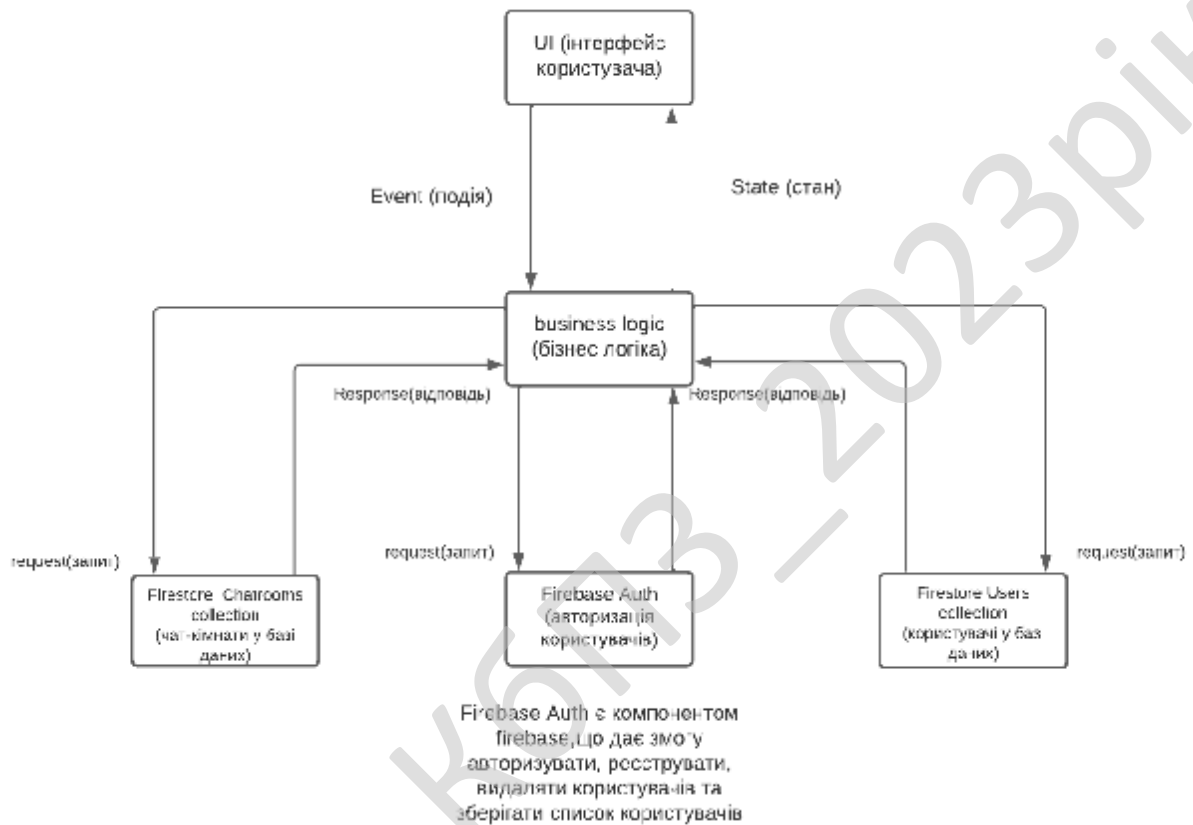 UI (інтерфейс
користувача)
Event (подія)
State (стан)
business logic
(бізнес логіка)
Response(відповідь)
Response(відповідь)
request(запит)
request(запит)
request(запит)
Firestore Chatrooms
collection
(чат-кімнати у базі
даних)
Firebase Auth
(авторизація
користувачів)
Firestore Users
collection
(користувачі у баз
даних)
Firebase Auth є компонентом
firebase,що дає змогу
авторизувати, реєструвати,
видаляти користувачів та
зберігати список користувачів
КБПЗ_2023рік